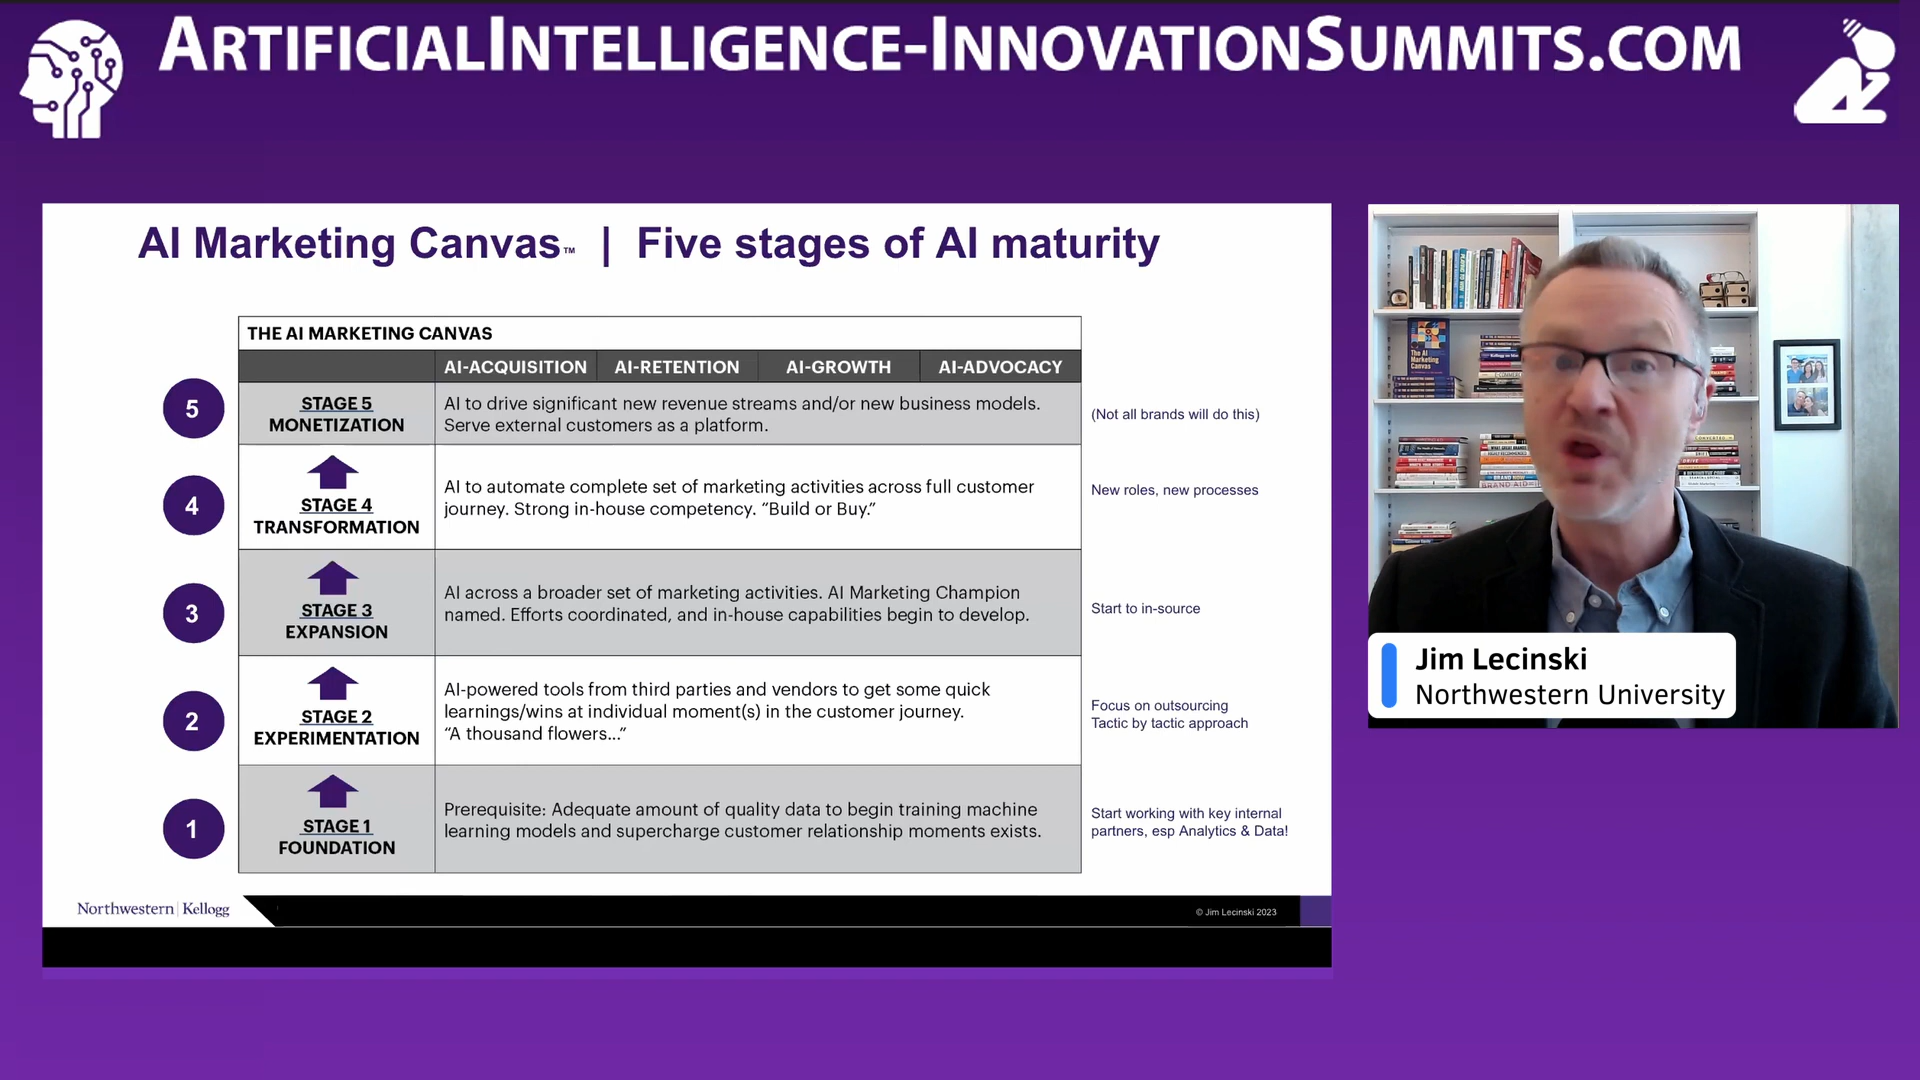 ARTIFICIALINTELLIGENCE-INNOVATIONSUMMITS.COM
AI Marketing Canvas™ | Five stages of AI maturity
THE AI MARKETING CANVAS
AI-ACQUISITION AI-RETENTION AI-GROWTH AI-ADVOCACY
5
STAGE 5
MONETIZATION
AI to drive significant new revenue streams and/or new business models.
Serve external customers as a platform.
(Not all brands will do this)
4
STAGE 4
TRANSFORMATION
AI to automate complete set of marketing activities across full customer
journey. Strong in-house competency. “Build or Buy.”
New roles, new processes
3
STAGE 3
EXPANSION
AI across a broader set of marketing activities. AI Marketing Champion
named. Efforts coordinated, and in-house capabilities begin to develop.
Start to in-source
2
STAGE 2
EXPERIMENTATION
AI-powered tools from third parties and vendors to get some quick
learnings/wins at individual moment(s) in the customer journey.
“A thousand flowers...”
Focus on outsourcing
Tactic by tactic approach
1
STAGE 1
FOUNDATION
Prerequisite: Adequate amount of quality data to begin training machine
learning models and supercharge customer relationship moments exists.
Start working with key internal
partners, esp Analytics & Data!
Northwestern | Kellogg
© Jim Lecinski 2023
The AI
Marketing
Canvas
Jim Lecinski
Northwestern University